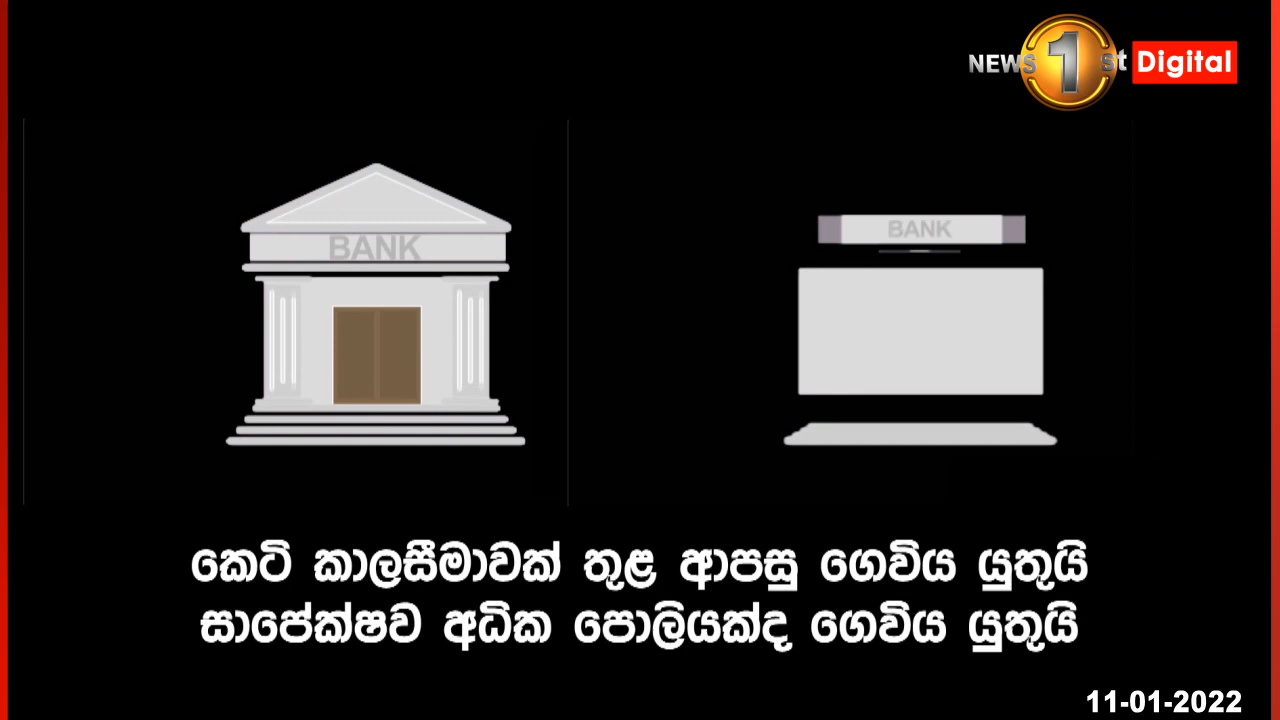 NEWS 1st Digital
BANK
BANK
කෙටි කාලසීමාවක් තුළ ආපසු ගෙවිය යුතුයි
සාපේක්ෂව අධික පොලියක්ද ගෙවිය යුතුයි
11-01-2022